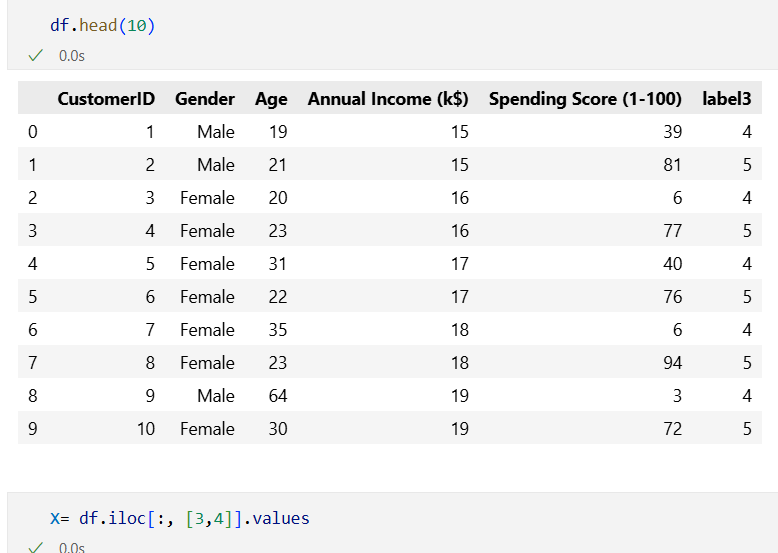 df.head(10)
0.0s
CustomerID Gender Age Annual Income (k$) Spending Score (1-100) label3
0 1 Male 19 15 39 4
1 2 Male 21 15 81 5
2 3 Female 20 16 6 4
3 4 Female 23 16 77 5
4 5 Female 31 17 40 4
5 6 Female 22 17 76 5
6 7 Female 35 18 6 4
7 8 Female 23 18 94 5
8 9 Male 64 19 3 4
9 10 Female 30 19 72 5
X= df.iloc[:, [3,4]].values
0.0s